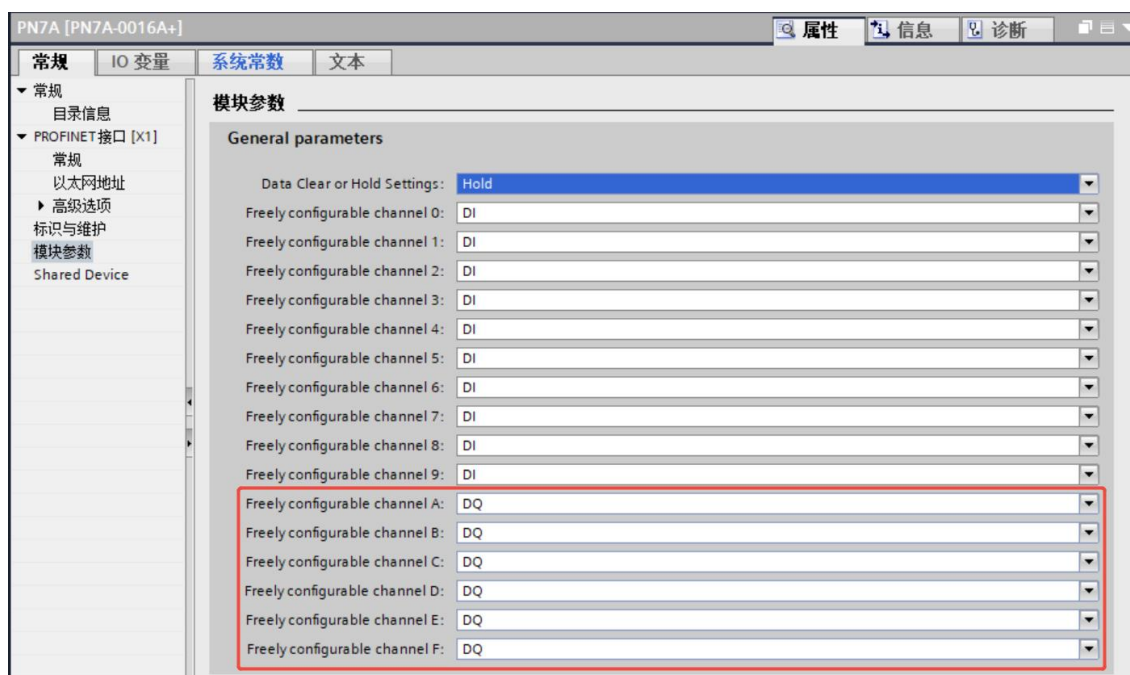 PN7A [PN7A-0016A+]
属性 信息 诊断
常规 IO 变量 系统常数 文本
常规
目录信息
PROFINET接口 [X1]
常规
以太网地址
高级选项
标识与维护
模块参数
Shared Device
模块参数
General parameters
Data Clear or Hold Settings: Hold
Freely configurable channel 0: DI
Freely configurable channel 1: DI
Freely configurable channel 2: DI
Freely configurable channel 3: DI
Freely configurable channel 4: DI
Freely configurable channel 5: DI
Freely configurable channel 6: DI
Freely configurable channel 7: DI
Freely configurable channel 8: DI
Freely configurable channel 9: DI
Freely configurable channel A: DQ
Freely configurable channel B: DQ
Freely configurable channel C: DQ
Freely configurable channel D: DQ
Freely configurable channel E: DQ
Freely configurable channel F: DQ